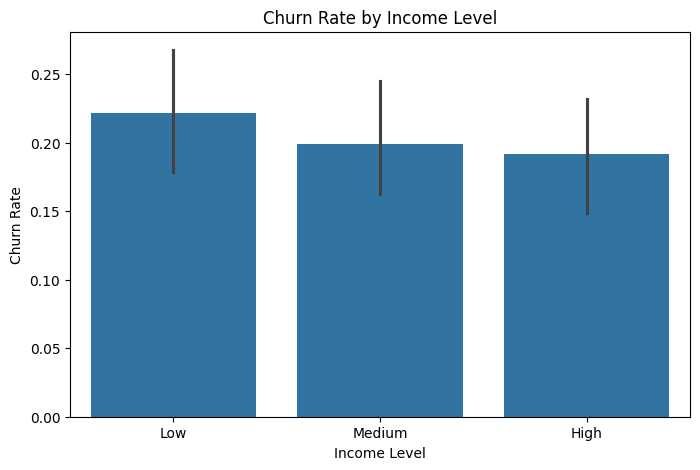 Churn Rate by Income Level
Churn Rate
0.25
0.20
0.15
0.10
0.05
0.00
Low Medium High
Income Level